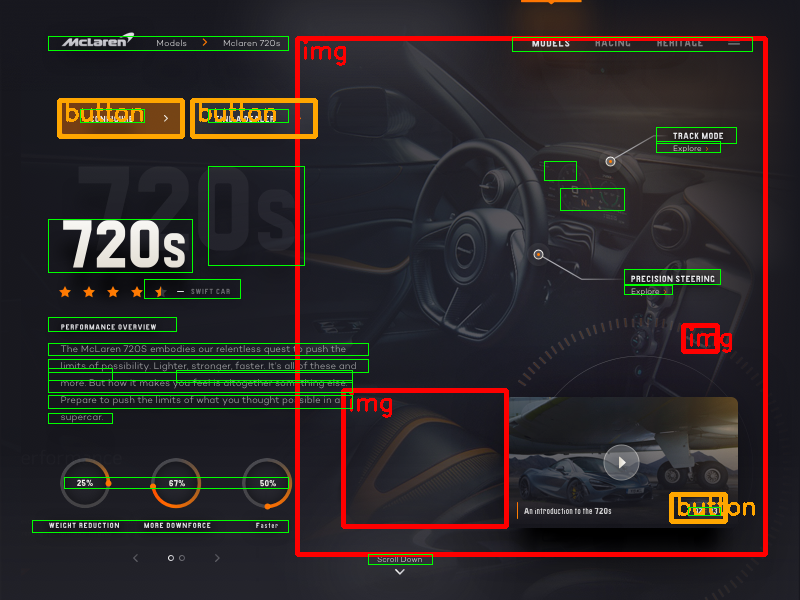 McLaren Models > Mclaren 720s
MODELS RACING HERITAGE
img
button
button
TRACK MODE
Explore >
720s
720s
PRECISION STEERING
Explore >
SWIFT CAR
PERFORMANCE OVERVIEW
img
The McLaren 720S embodies our relentless quest to push the
limits of possibility. Lighter, stronger, faster. It's all of these and
more. But how it makes you feel is altogether something else.
Prepare to push the limits of what you thought possible in a
supercar.
img
25% 67% 50%
WEIGHT REDUCTION MORE DOWNFORCE Faster
An introduction to the 720s
button
Scroll Down